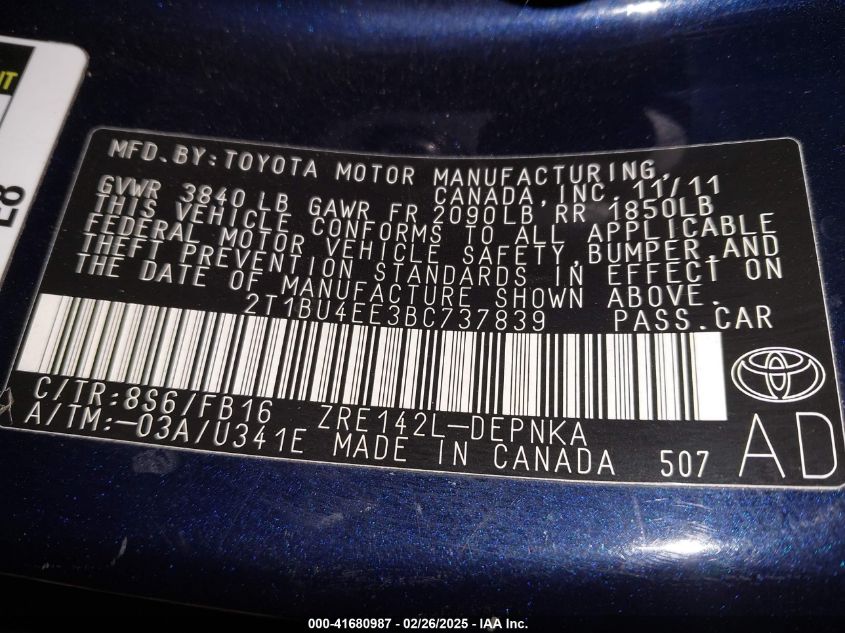 MFD.BY:TOYOTA MOTOR MANUFACTURING,
CANADA,INC. 11/11
GVWR 3840 LB GAWR FR 2090LB RR 1850LB
THIS VEHICLE CONFORMS TO ALL APPLICABLE
FEDERAL MOTOR VEHICLE SAFETY,BUMPER,AND
THEFT PREVENTION STANDARDS IN EFFECT ON
THE DATE OF MANUFACTURE SHOWN ABOVE.
2T1BU4EE3BC737839 PASS.CAR
C/TR:8S6/FB16 ZRE142L-DEPNKA
A/TM:-03A/U341E MADE IN CANADA 507
AD
IT
E8
000-41680987 - 02/26/2025 - IAA Inc.